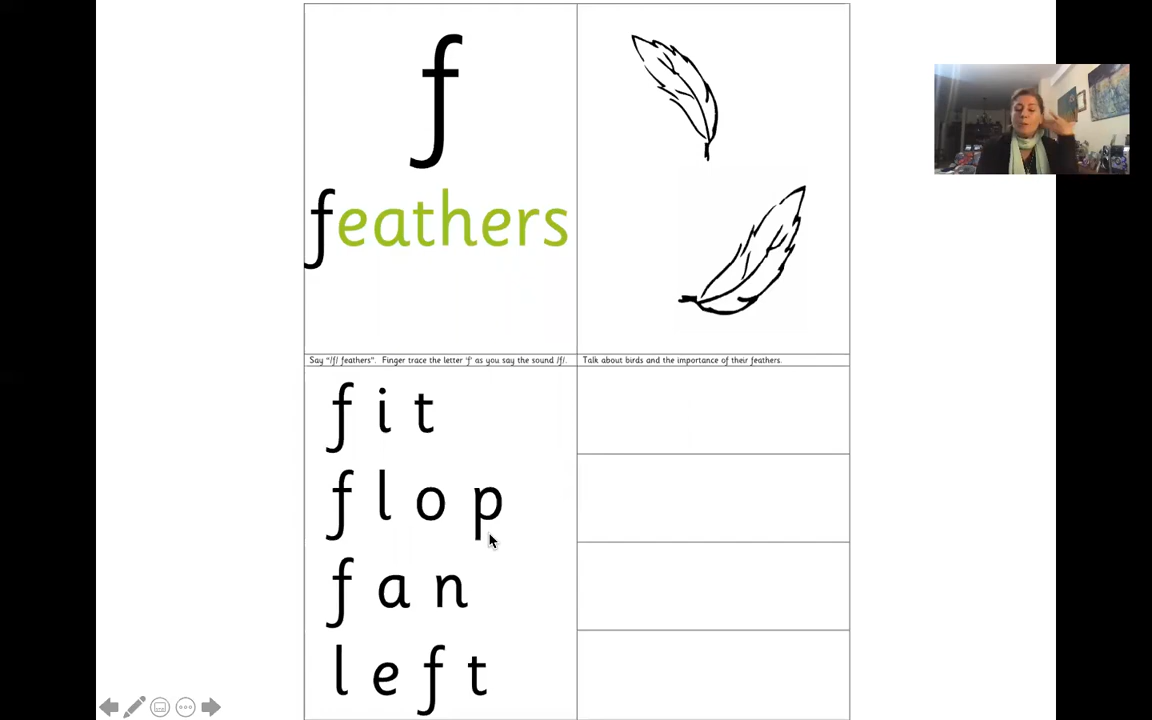 f
feathers
Say "/f/ feathers". Finger trace the letter 'f' as you say the sound /f/.
Talk about birds and the importance of their feathers.
f i t
f l o p
f a n
l e f t